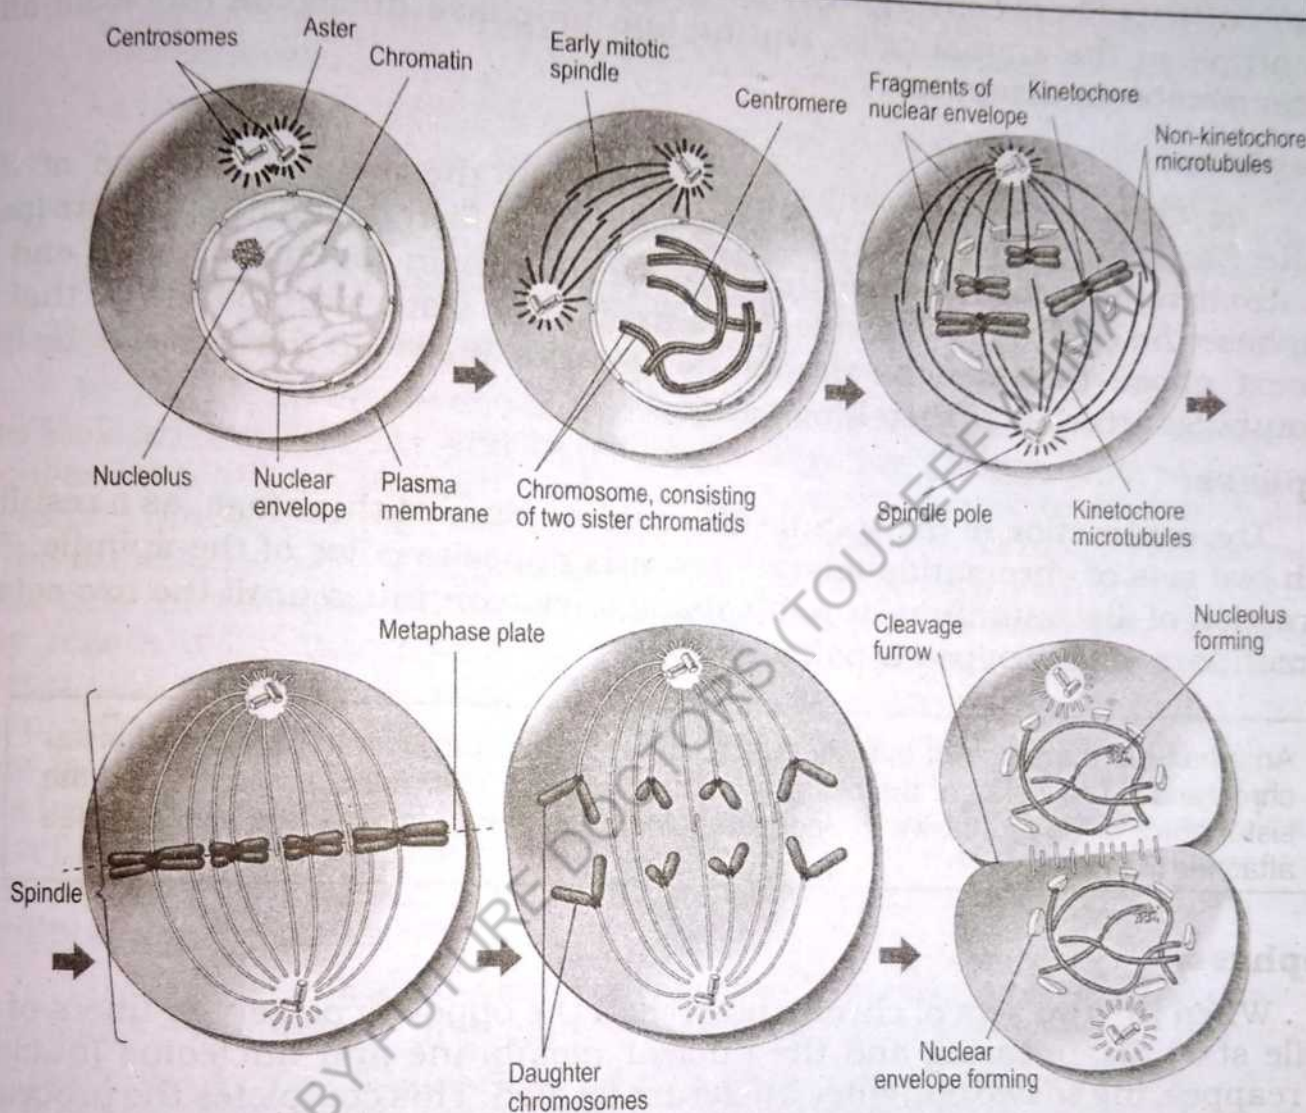 Centrosomes
Aster
Chromatin
Early mitotic
spindle
Centromere
Fragments of
nuclear envelope
Kinetochore
Non-kinetochore
microtubules
Nucleolus
Nuclear
envelope
Plasma
membrane
Chromosome, consisting
of two sister chromatids
Spindle pole
Kinetochore
microtubules
Metaphase plate
Cleavage
furrow
Nucleolus
forming
Spindle
Daughter
chromosomes
Nuclear
envelope forming
BY FUTURE DOCTORS (TOUSEEF